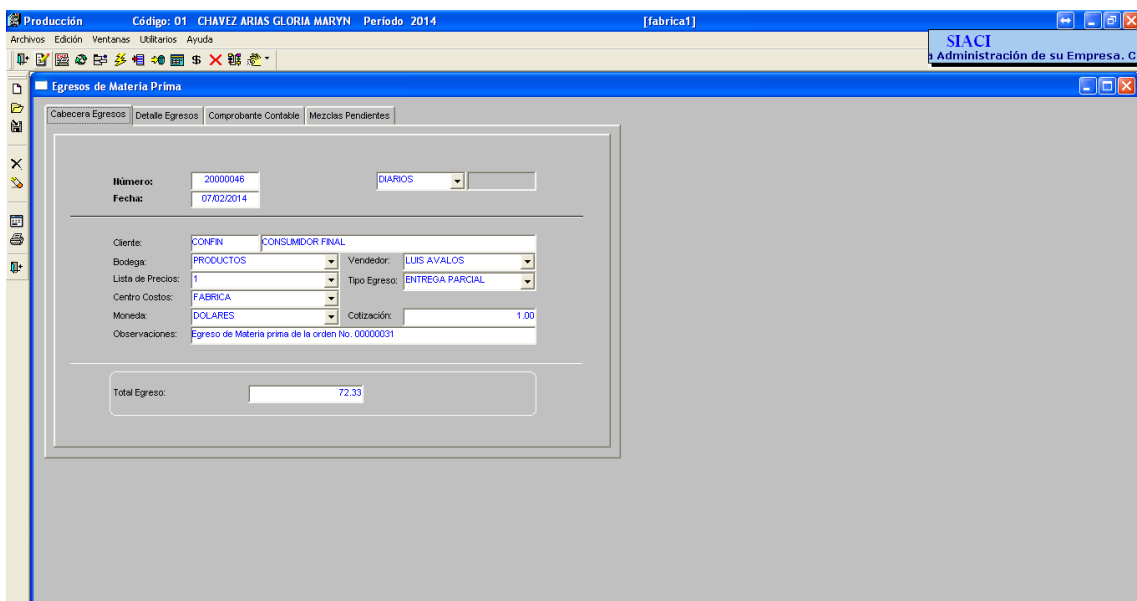 Producción Código: 01 CHAVEZ ARIAS GLORIA MARYN Período 2014 [fabrica1]
Archivos Edición Ventanas Utilitarios Ayuda
SIACI
Administración de su Empresa. C
Egresos de Materia Prima
Cabecera Egresos Detalle Egresos Comprobante Contable Mezclas Pendientes
Número: 20000046 DIARIOS
Fecha: 07/02/2014
Cliente: CONFIN CONSUMIDOR FINAL
Bodega: PRODUCTOS Vendedor: LUIS AVALOS
Lista de Precios: 1 Tipo Egreso: ENTREGA PARCIAL
Centro Costos: FABRICA
Moneda: DOLARES Cotización: 1.00
Observaciones: Egreso de Materia prima de la orden No. 00000031
Total Egreso: 72.33